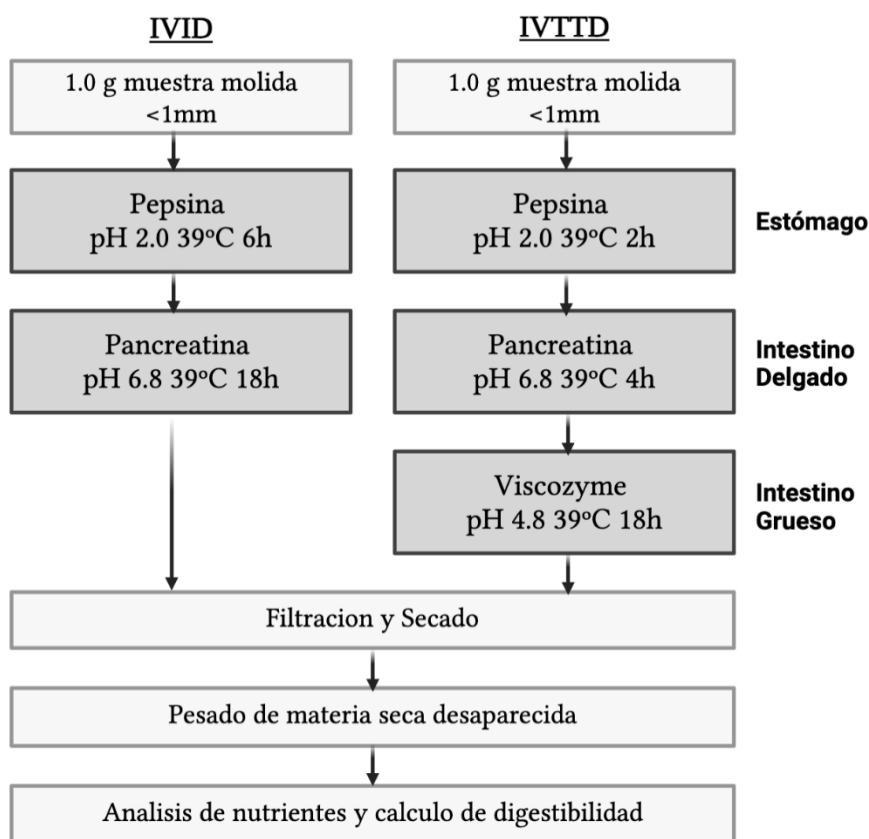 IVID
IVTTD
1.0 g muestra molida
<1mm
1.0 g muestra molida
<1mm
Pepsina
pH 2.0 39ºC 6h
Pepsina
pH 2.0 39ºC 2h
Estómago
Pancreatina
pH 6.8 39ºC 18h
Pancreatina
pH 6.8 39ºC 4h
Intestino
Delgado
Viscozyme
pH 4.8 39ºC 18h
Intestino
Grueso
Filtracion y Secado
Pesado de materia seca desaparecida
Analisis de nutrientes y calculo de digestibilidad